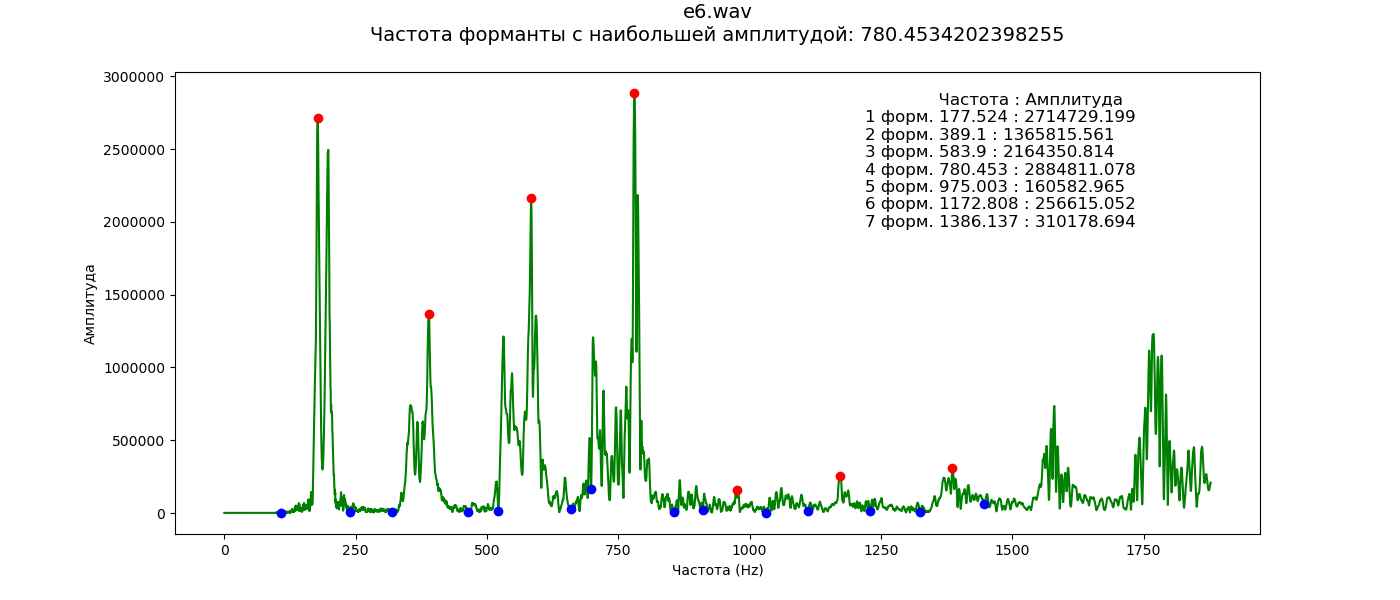 e6.wav
Частота форманты с наибольшей амплитудой: 780.4534202398255
Частота : Амплитуда
1 форм. 177.524 : 2714729.199
2 форм. 389.1 : 1365815.561
3 форм. 583.9 : 2164350.814
4 форм. 780.453 : 2884811.078
5 форм. 975.003 : 160582.965
6 форм. 1172.808 : 256615.052
7 форм. 1386.137 : 310178.694
3000000
2500000
2000000
1500000
1000000
500000
0
Амплитуда
0 250 500 750 1000 1250 1500 1750
Частота (Hz)